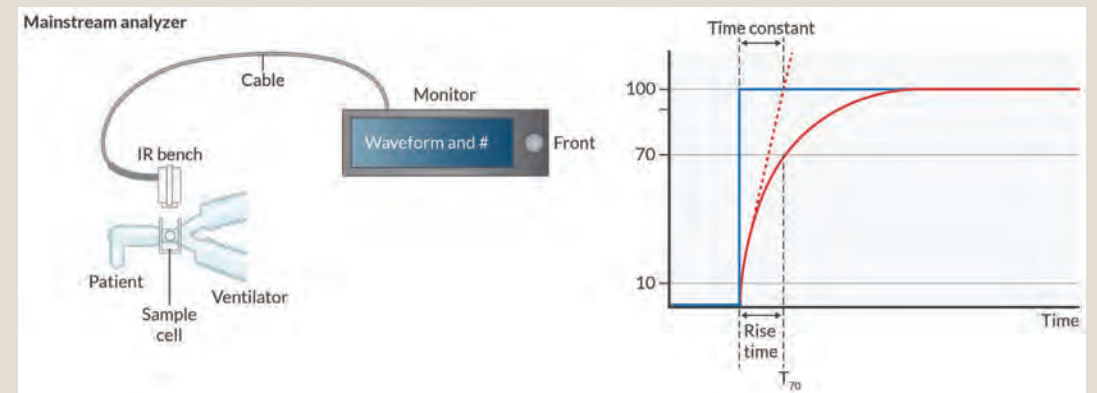 Mainstream analyzer
Cable
Monitor
Waveform and #
Front
IR bench
Patient
Sample
cell
Ventilator
Time constant
100
70
10
Time
Rise
time
T70